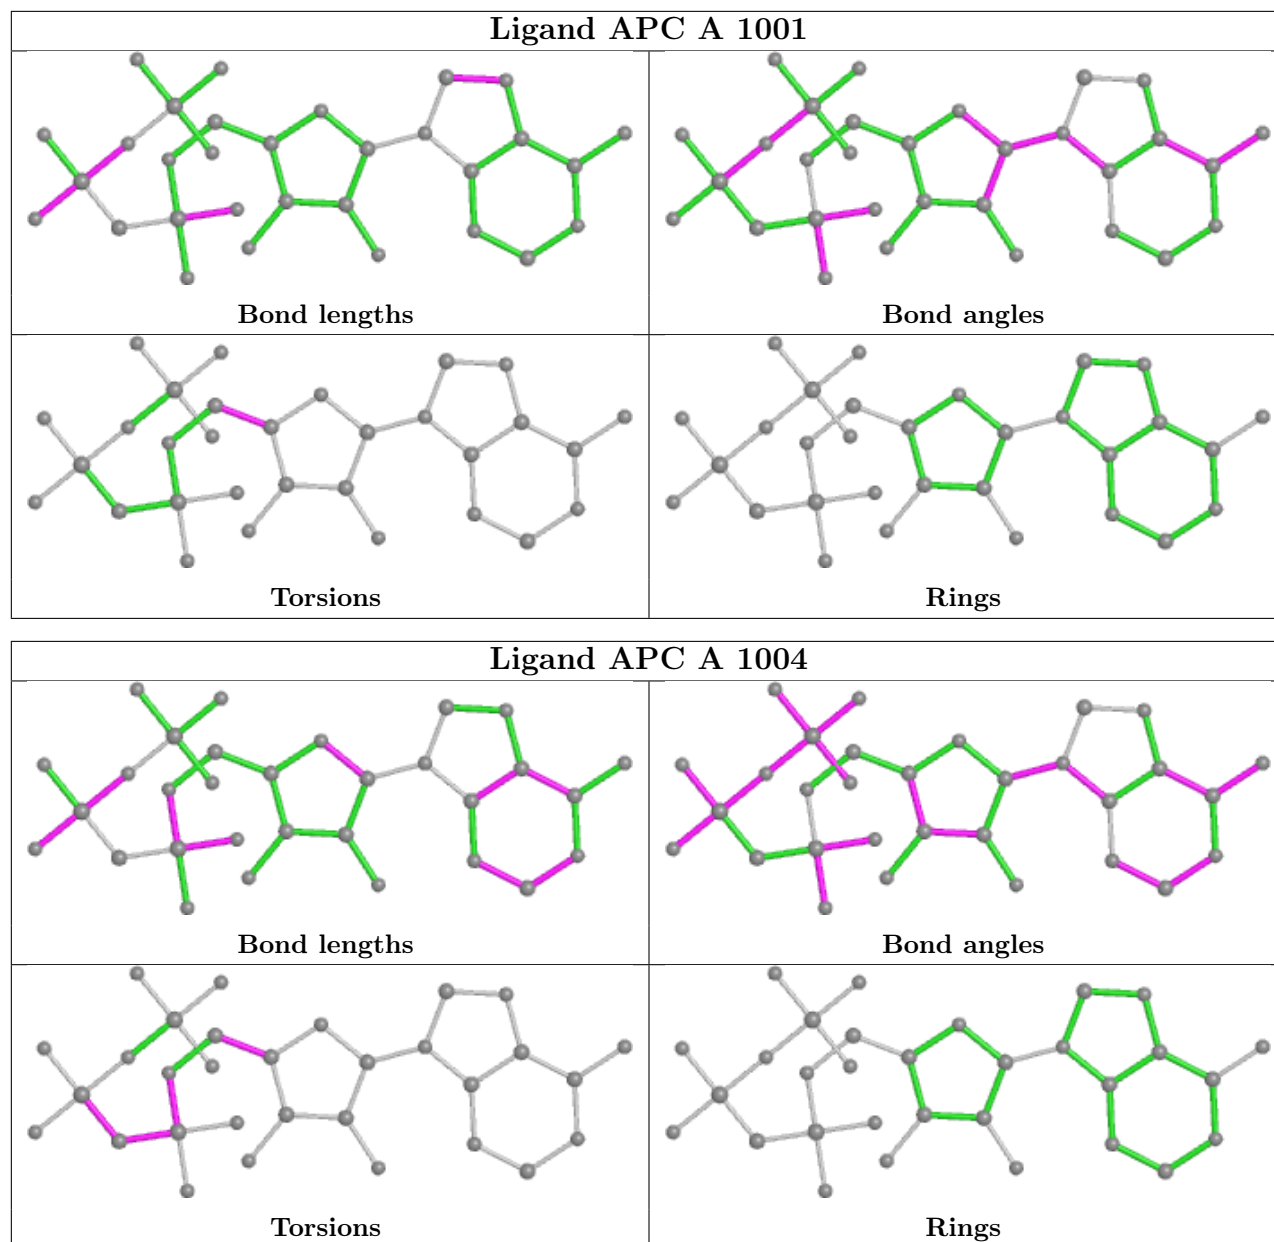 Ligand APC A 1001
Bond lengths
Bond angles
Torsions
Rings
Ligand APC A 1004
Bond lengths
Bond angles
Torsions
Rings